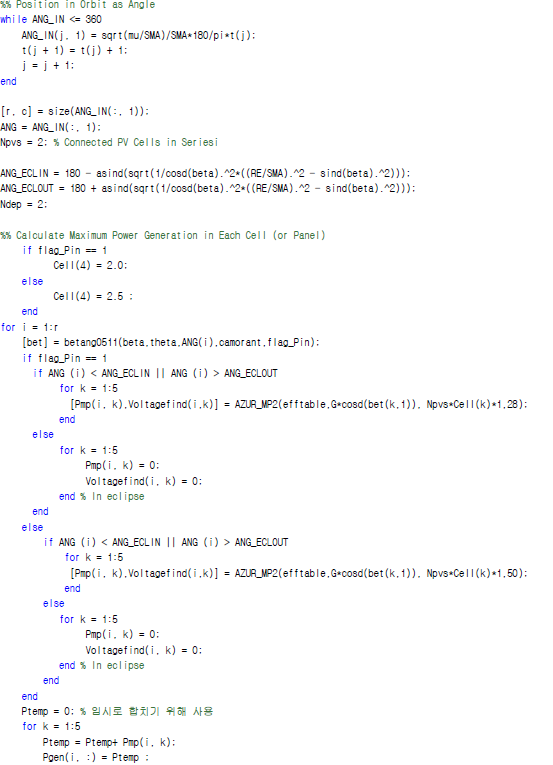 %% Position in Orbit as Angle
while ANG_IN <= 360
ANG_IN(j, 1) = sqrt(mu/SMA)/SMA*180/pi*t(j);
t(j + 1) = t(j) + 1;
j = j + 1;
end
[r, c] = size(ANG_IN(:, 1));
ANG = ANG_IN(:, 1);
Npvs = 2; % Connected PV Cells in Seriesi
ANG_ECLIN = 180 - asind(sqrt(1/cosd(beta).^2*((RE/SMA).^2 - sind(beta).^2)));
ANG_ECLOUT = 180 + asind(sqrt(1/cosd(beta).^2*((RE/SMA).^2 - sind(beta).^2)));
Ndep = 2;
%% Calculate Maximum Power Generation in Each Cell (or Panel)
if flag_Pin == 1
Cell(4) = 2.0;
else
Cell(4) = 2.5 ;
end
for i = 1:r
[bet] = betang0511(beta,theta,ANG(i),camorant,flag_Pin);
if flag_Pin == 1
if ANG (i) < ANG_ECLIN || ANG (i) > ANG_ECLOUT
for k = 1:5
[Pmp(i, k),Voltagefind(i,k)] = AZUR_MP2(efftable,G*cosd(bet(k,1)), Npvs*Cell(k)*1.28);
end
else
for k = 1:5
Pmp(i, k) = 0;
Voltagefind(i, k) = 0;
end % In eclipse
end
else
if ANG (i) < ANG_ECLIN || ANG (i) > ANG_ECLOUT
for k = 1:5
[Pmp(i, k),Voltagefind(i,k)] = AZUR_MP2(efftable,G*cosd(bet(k,1)), Npvs*Cell(k)*1.50);
end
else
for k = 1:5
Pmp(i, k) = 0;
Voltagefind(i, k) = 0;
end % In eclipse
end
end
Ptemp = 0; % 임시로 합치기 위해 사용
for k = 1:5
Ptemp = Ptemp+ Pmp(i, k);
Pgen(i, :) = Ptemp ;